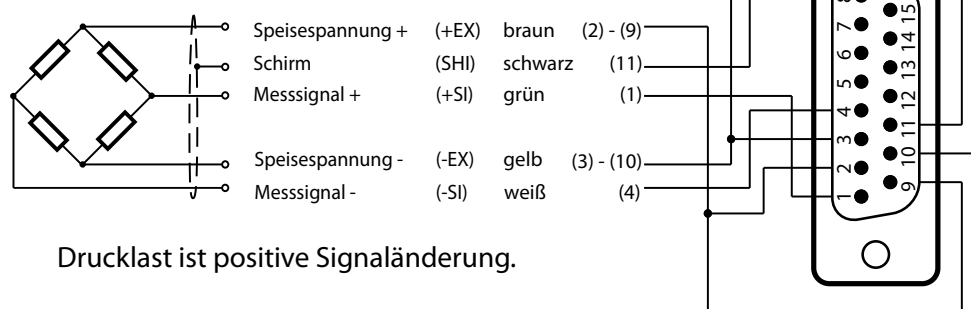 Speisespannung + (+EX) braun (2) - (9)
Schirm (SHI) schwarz (11)
Messsignal + (+SI) grün (1)
Speisespannung - (-EX) gelb (3) - (10)
Messsignal - (-SI) weiß (4)
Drucklast ist positive Signaländerung.
15
7
14
6
13
5
12
4
11
3
10
2
9
1